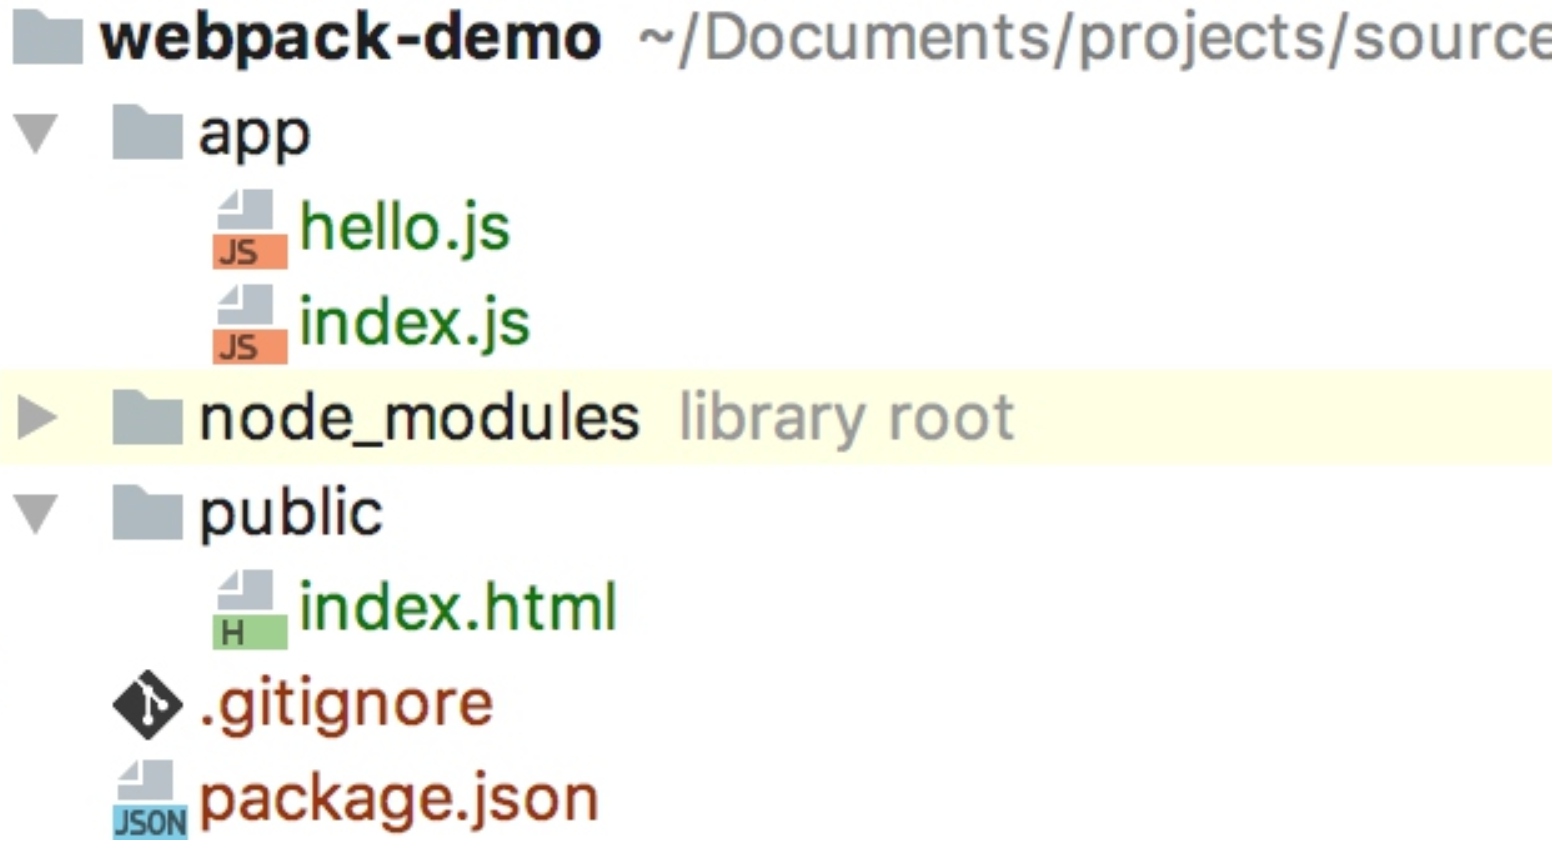 webpack-demo ~/Documents/projects/source
app
JS hello.js
JS index.js
node_modules library root
public
H index.html
.gitignore
JSON package.json